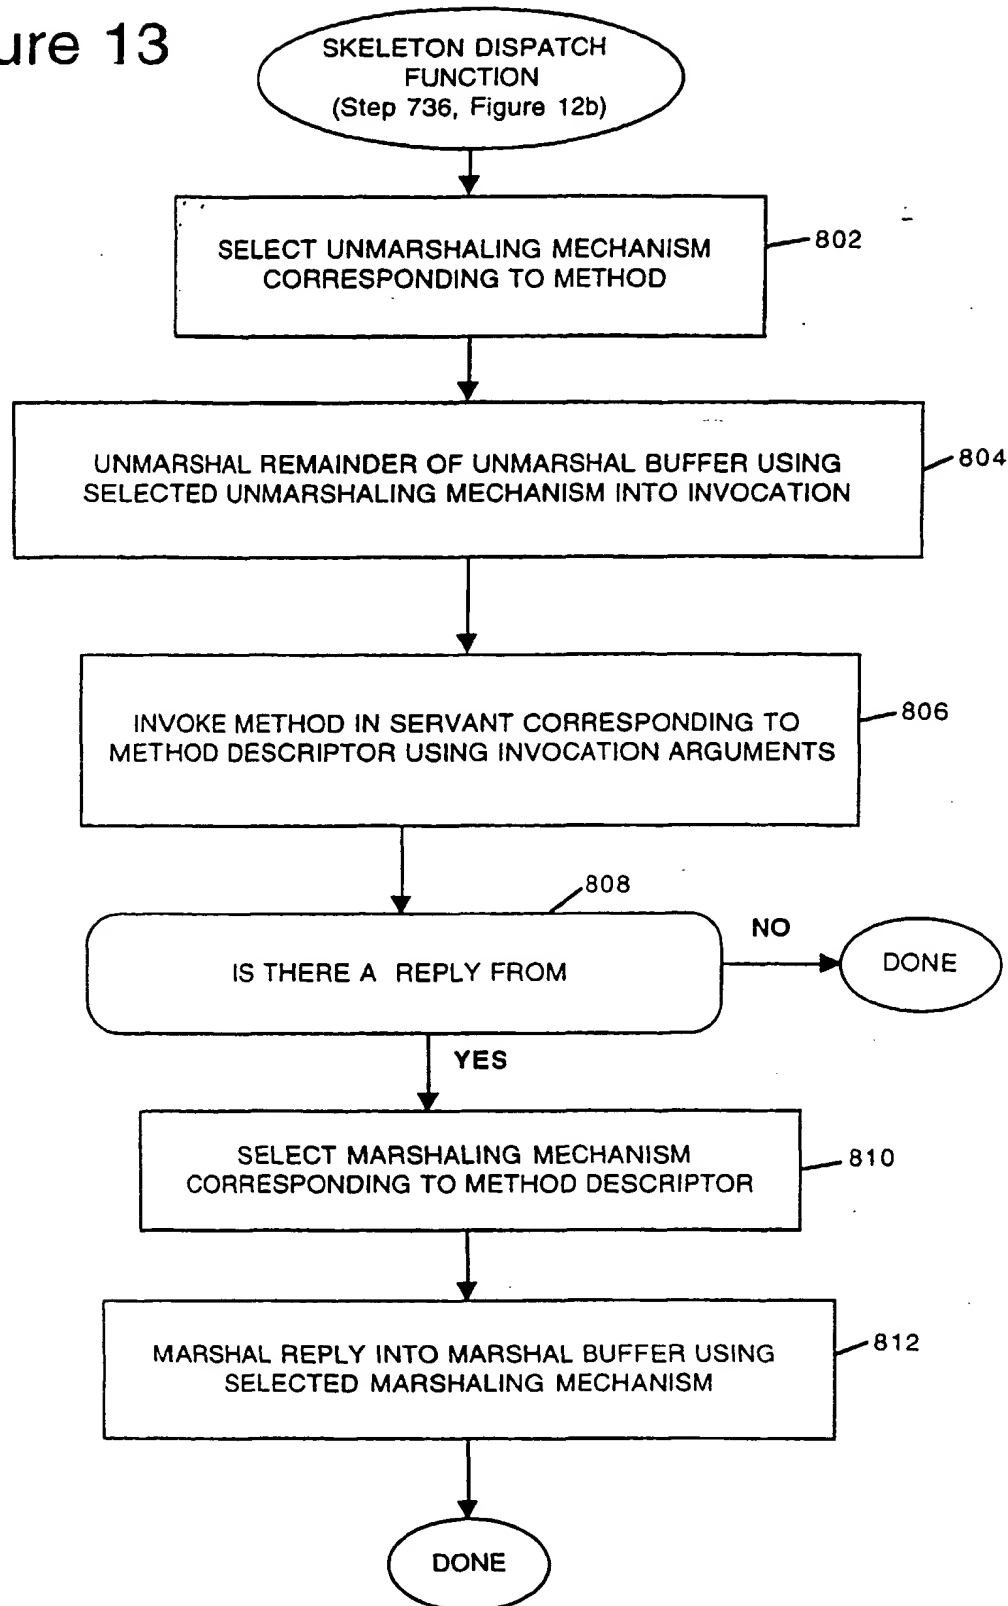 ure 13
SKELETON DISPATCH
FUNCTION
(Step 736, Figure 12b)
SELECT UNMARSHALING MECHANISM
CORRESPONDING TO METHOD
802
UNMARSHAL REMAINDER OF UNMARSHAL BUFFER USING
SELECTED UNMARSHALING MECHANISM INTO INVOCATION
804
INVOKE METHOD IN SERVANT CORRESPONDING TO
METHOD DESCRIPTOR USING INVOCATION ARGUMENTS
806
808
IS THERE A REPLY FROM
NO
DONE
YES
SELECT MARSHALING MECHANISM
CORRESPONDING TO METHOD DESCRIPTOR
810
MARSHAL REPLY INTO MARSHAL BUFFER USING
SELECTED MARSHALING MECHANISM
812
DONE